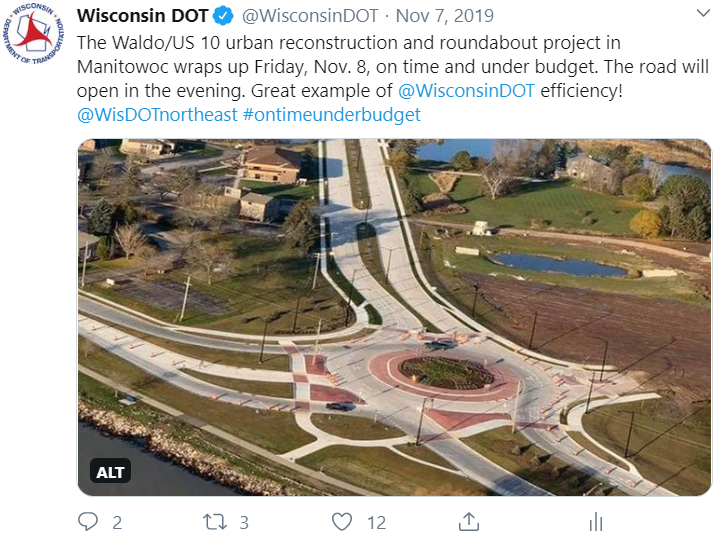 WISCONSIN
DEPARTMENT OF TRANSPORTATION
Wisconsin DOT @WisconsinDOT · Nov 7, 2019
The Waldo/US 10 urban reconstruction and roundabout project in
Manitowoc wraps up Friday, Nov. 8, on time and under budget. The road will
open in the evening. Great example of @WisconsinDOT efficiency!
@WisDOTnortheast #ontimeunderbudget
ALT
2 3 12